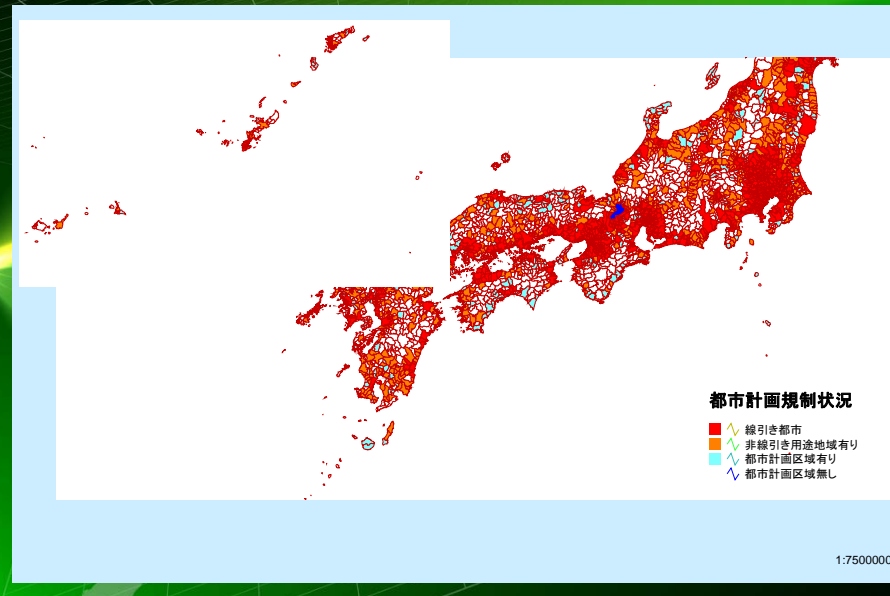 都市計画規制状況
線引き都市
非線引き用途地域有り
都市計画区域有り
都市計画区域無し
1:7500000